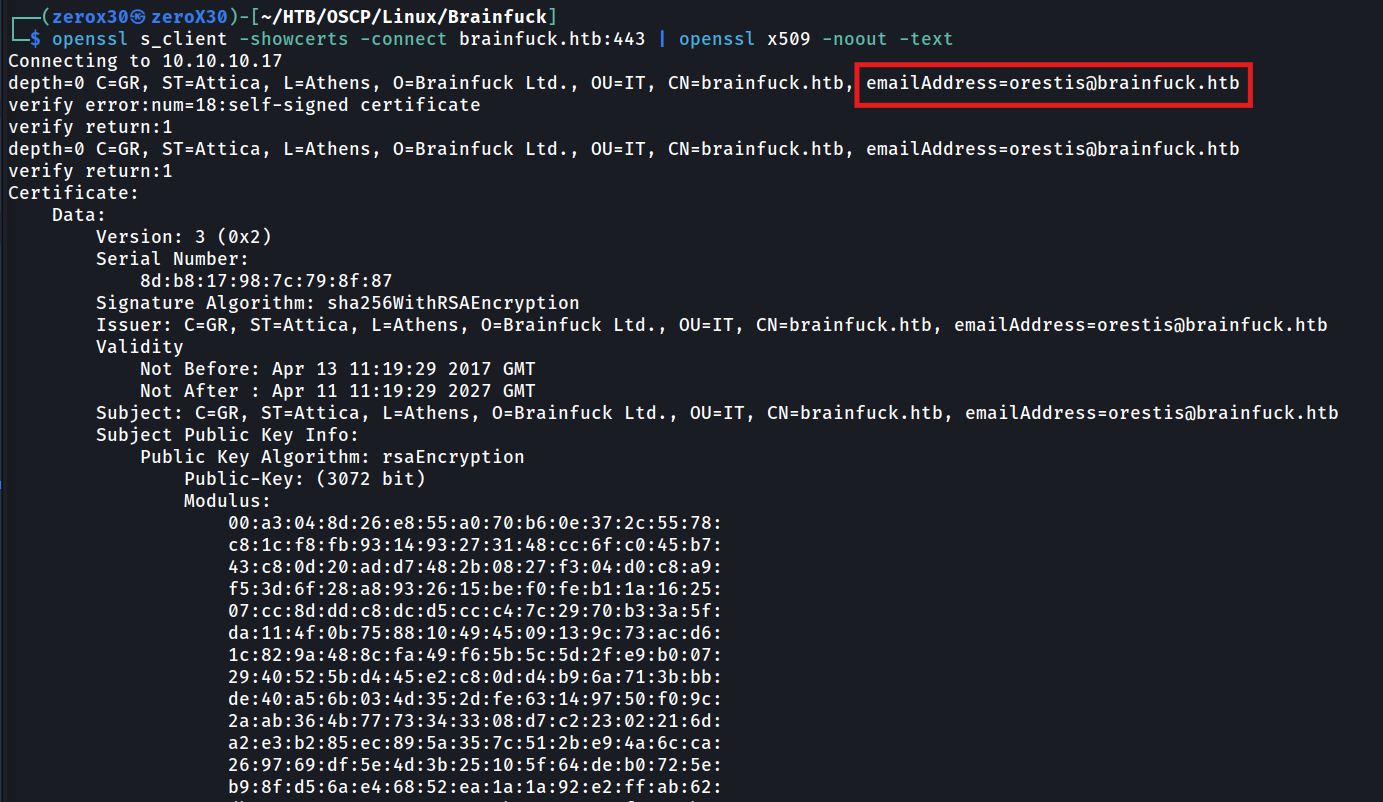 ┌──(zerox30㉿zeroX30)-[~/HTB/OSCP/Linux/Brainfuck]
└─$ openssl s_client -showcerts -connect brainfuck.htb:443 | openssl x509 -noout -text
Connecting to 10.10.10.17
depth=0 C=GR, ST=Attica, L=Athens, O=Brainfuck Ltd., OU=IT, CN=brainfuck.htb, emailAddress=orestis@brainfuck.htb
verify error:num=18:self-signed certificate
verify return:1
depth=0 C=GR, ST=Attica, L=Athens, O=Brainfuck Ltd., OU=IT, CN=brainfuck.htb, emailAddress=orestis@brainfuck.htb
verify return:1
Certificate:
    Data:
        Version: 3 (0x2)
        Serial Number:
            8d:b8:17:98:7c:79:8f:87
        Signature Algorithm: sha256WithRSAEncryption
        Issuer: C=GR, ST=Attica, L=Athens, O=Brainfuck Ltd., OU=IT, CN=brainfuck.htb, emailAddress=orestis@brainfuck.htb
        Validity
            Not Before: Apr 13 11:19:29 2017 GMT
            Not After : Apr 11 11:19:29 2027 GMT
        Subject: C=GR, ST=Attica, L=Athens, O=Brainfuck Ltd., OU=IT, CN=brainfuck.htb, emailAddress=orestis@brainfuck.htb
        Subject Public Key Info:
            Public Key Algorithm: rsaEncryption
                Public-Key: (3072 bit)
                Modulus:
                    00:a3:04:8d:26:e8:55:a0:70:b6:0e:37:2c:55:78:
                    c8:1c:f8:fb:93:14:93:27:31:48:cc:6f:c0:45:b7:
                    43:c8:0d:20:ad:d7:48:2b:08:27:f3:04:d0:c8:a9:
                    f5:3d:6f:28:a8:93:26:15:be:f0:fe:b1:1a:16:25:
                    07:cc:8d:dd:c8:dc:d5:cc:c4:7c:29:70:b3:3a:5f:
                    da:11:4f:0b:75:88:10:49:45:09:13:9c:73:ac:d6:
                    1c:82:9a:48:8c:fa:49:f6:5b:5c:5d:2f:e9:b0:07:
                    29:40:52:5b:d4:45:e2:c8:0d:d4:b9:6a:71:3b:bb:
                    de:40:a5:6b:03:4d:35:2d:fe:63:14:97:50:f0:9c:
                    2a:ab:36:4b:77:73:34:33:08:d7:c2:23:02:21:6d:
                    a2:e3:b2:85:ec:89:5a:35:7c:51:2b:e9:4a:6c:ca:
                    26:97:69:df:5e:4d:3b:25:10:5f:64:de:b0:72:5e:
                    b9:8f:d5:6a:e4:68:52:ea:1a:1a:92:e2:ff:ab:62: